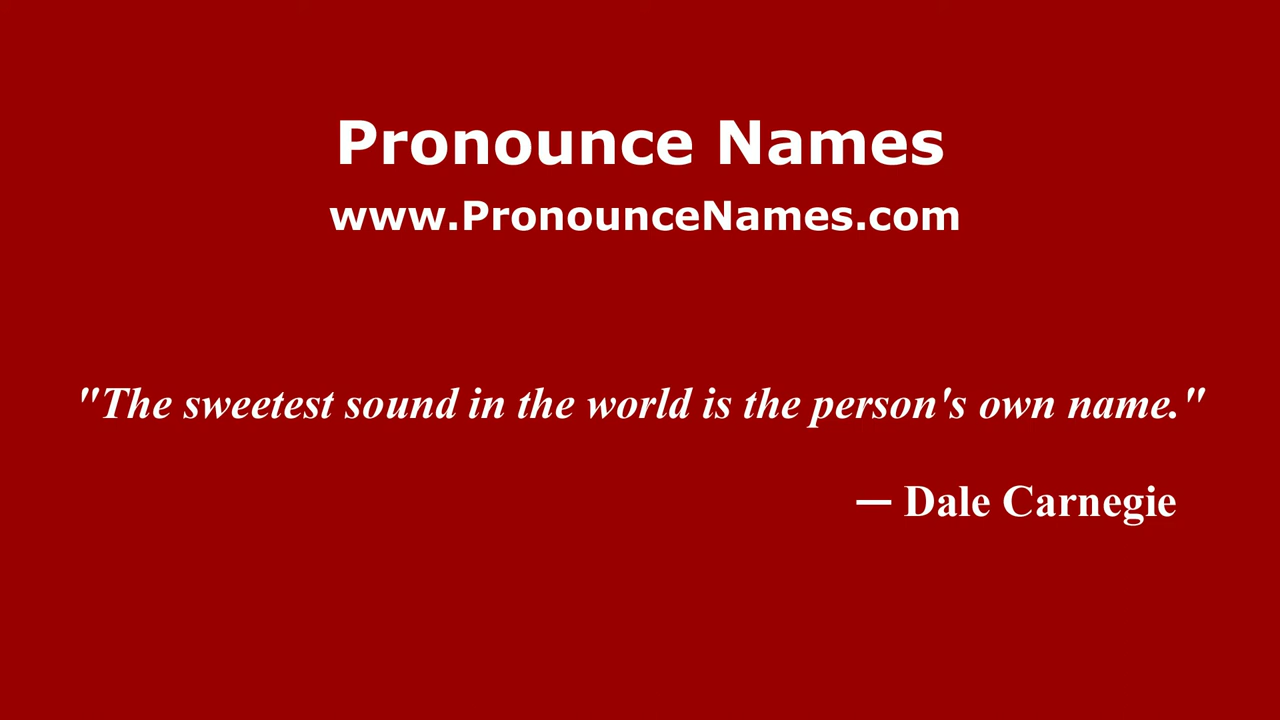 Pronounce Names
www.PronounceNames.com
"The sweetest sound in the world is the person's own name."
— Dale Carnegie